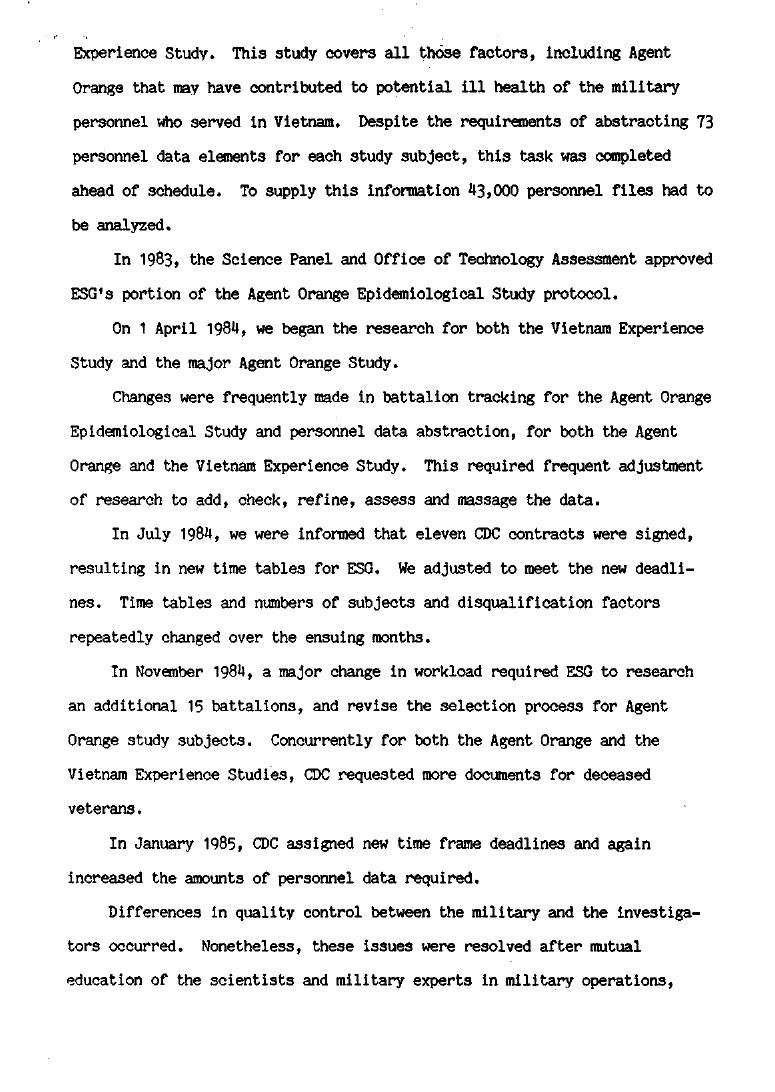 Experience Study. This study covers all those factors, including Agent
Orange that may have contributed to potential ill health of the military
personnel who served in Vietnam. Despite the requirements of abstracting 73
personnel data elements for each study subject, this task was completed
ahead of schedule. To supply this information 43,000 personnel files had to
be analyzed.
In 1983, the Science Panel and Office of Technology Assessment approved
ESG's portion of the Agent Orange Epidemiological Study protocol.
On 1 April 1984, we began the research for both the Vietnam Experience
Study and the major Agent Orange Study.
Changes were frequently made in battalion tracking for the Agent Orange
Epidemiological Study and personnel data abstraction, for both the Agent
Orange and the Vietnam Experience Study. This required frequent adjustment
of research to add, check, refine, assess and massage the data.
In July 1984, we were informed that eleven CDC contracts were signed,
resulting in new time tables for ESG. We adjusted to meet the new deadli-
nes. Time tables and numbers of subjects and disqualification factors
repeatedly changed over the ensuing months.
In November 1984, a major change in workload required ESG to research
an additional 15 battalions, and revise the selection process for Agent
Orange study subjects. Concurrently for both the Agent Orange and the
Vietnam Experience Studies, CDC requested more documents for deceased
veterans.
In January 1985, CDC assigned new time frame deadlines and again
increased the amounts of personnel data required.
Differences in quality control between the military and the investiga-
tors occurred. Nonetheless, these issues were resolved after mutual
education of the scientists and military experts in military operations,